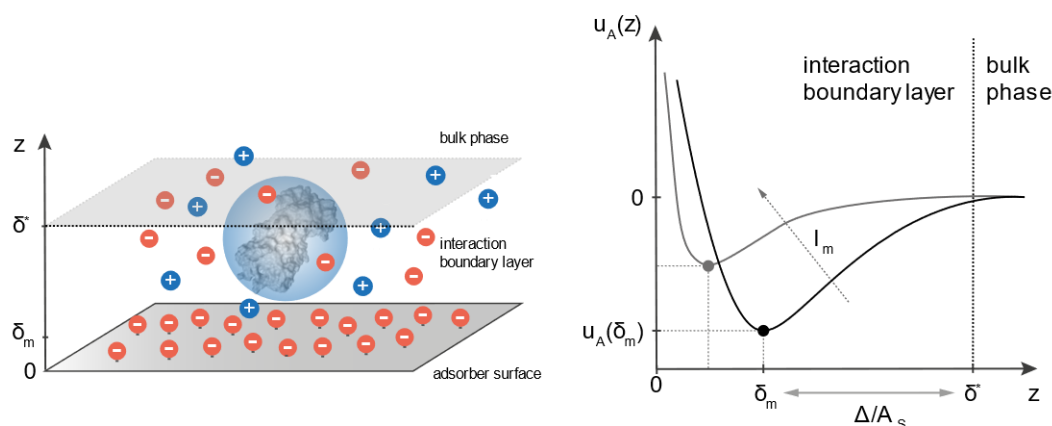 z
bulk phase
δ*
interaction
boundary layer
δm
0
adsorber surface
uA(z)
interaction
boundary layer
bulk
phase
0
Im
uA(δm)
0
δm
δ*
z
Δ/As